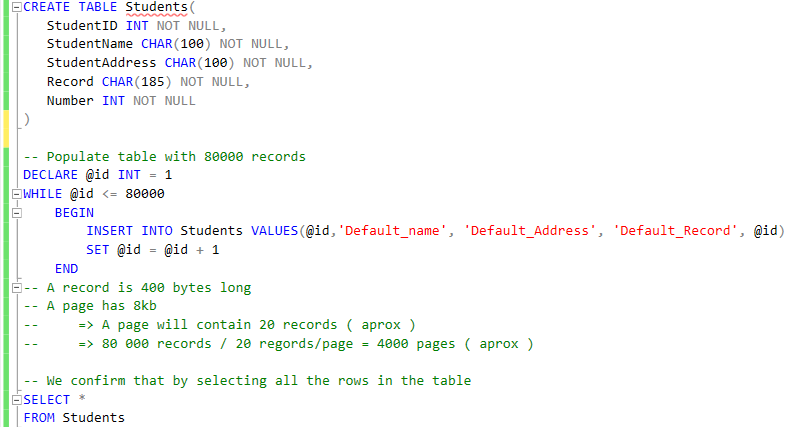 CREATE TABLE Students(
StudentID INT NOT NULL,
StudentName CHAR(100) NOT NULL,
StudentAddress CHAR(100) NOT NULL,
Record CHAR(185) NOT NULL,
Number INT NOT NULL
)
-- Populate table with 80000 records
DECLARE @id INT = 1
WHILE @id <= 80000
BEGIN
INSERT INTO Students VALUES(@id,'Default_name', 'Default_Address', 'Default_Record', @id)
SET @id = @id + 1
END
-- A record is 400 bytes long
-- A page has 8kb
-- => A page will contain 20 records ( aprox )
-- => 80 000 records / 20 regords/page = 4000 pages ( aprox )
-- We confirm that by selecting all the rows in the table
SELECT *
FROM Students